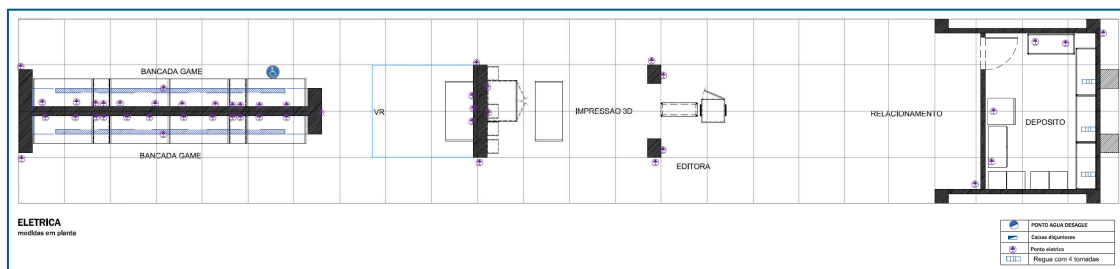 BANCADA GAME
VR
IMPRESSAO 3D
RELACIONAMENTO
DEPOSITO
BANCADA GAME
EDITORA
ELETRICA
medidas em planta
PONTO AGUA DESAGUE
Caixas disjuntores
Ponto elétrico
Regua com 4 tomadas